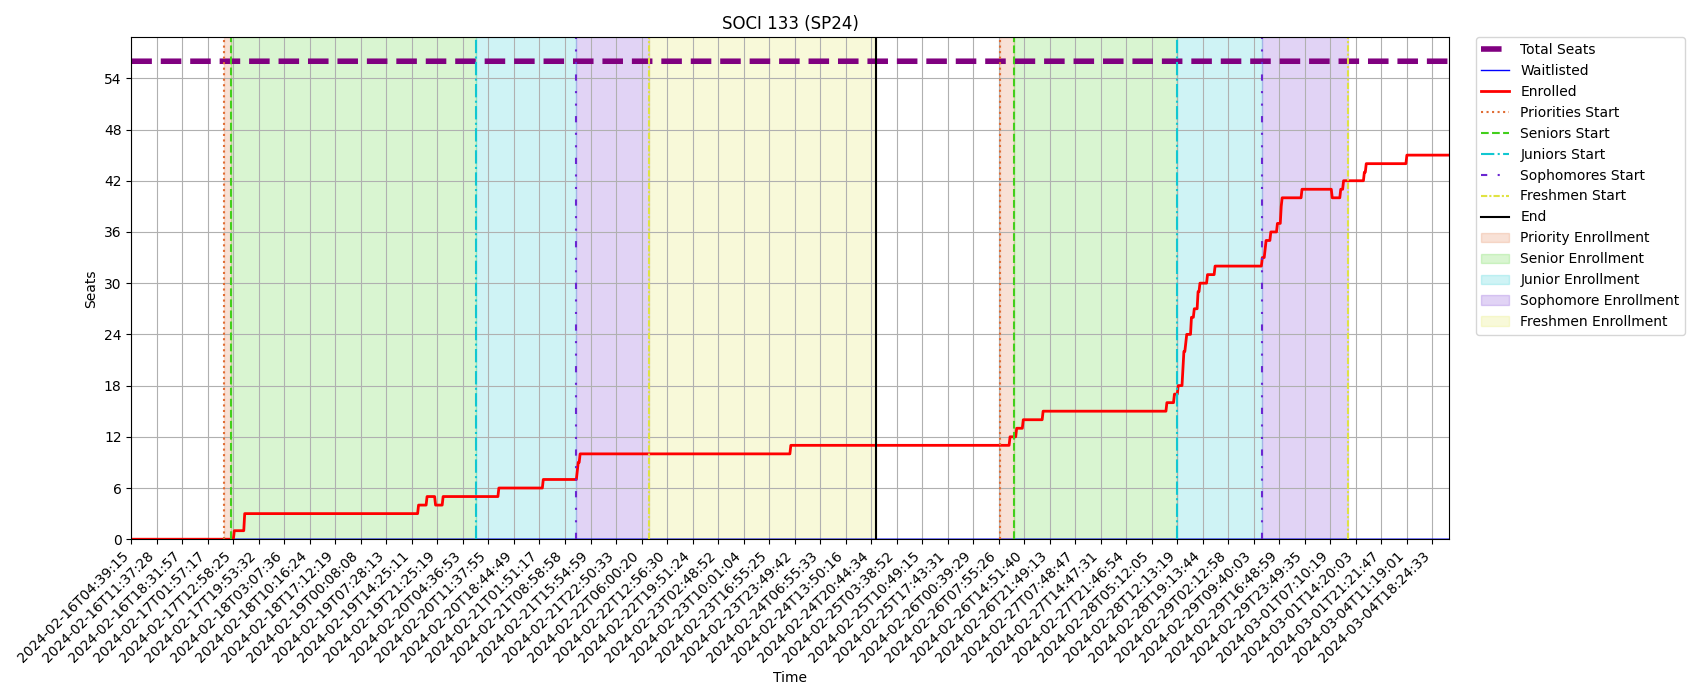 SOCI 133 (SP24)
Seats
54
48
42
36
30
24
18
12
6
0
2024-02-16T04:39:15
2024-02-16T11:37:28
2024-02-16T18:31:57
2024-02-17T01:57:17
2024-02-17T12:58:25
2024-02-17T19:53:32
2024-02-18T03:07:36
2024-02-18T10:16:24
2024-02-18T17:12:19
2024-02-19T00:08:08
2024-02-19T07:28:13
2024-02-19T14:25:11
2024-02-19T21:25:19
2024-02-20T04:36:53
2024-02-20T11:37:55
2024-02-20T18:44:49
2024-02-21T01:51:17
2024-02-21T08:58:58
2024-02-21T15:54:59
2024-02-21T22:50:33
2024-02-22T06:00:20
2024-02-22T12:56:30
2024-02-22T19:51:24
2024-02-23T02:48:52
2024-02-23T10:01:04
2024-02-23T16:55:25
2024-02-23T23:49:42
2024-02-24T06:55:33
2024-02-24T13:50:16
2024-02-24T20:44:34
2024-02-25T03:38:52
2024-02-25T10:49:15
2024-02-25T17:43:31
2024-02-26T00:39:29
2024-02-26T07:55:26
2024-02-26T14:51:40
2024-02-26T21:49:13
2024-02-27T07:48:47
2024-02-27T14:47:31
2024-02-27T21:46:54
2024-02-28T05:12:05
2024-02-28T12:13:19
2024-02-28T19:13:44
2024-02-29T02:12:58
2024-02-29T09:40:03
2024-02-29T16:48:59
2024-02-29T23:49:35
2024-03-01T07:10:19
2024-03-01T14:20:03
2024-03-01T21:21:47
2024-03-04T11:19:01
2024-03-04T18:24:33
Time
Total Seats
Waitlisted
Enrolled
Priorities Start
Seniors Start
Juniors Start
Sophomores Start
Freshmen Start
End
Priority Enrollment
Senior Enrollment
Junior Enrollment
Sophomore Enrollment
Freshmen Enrollment